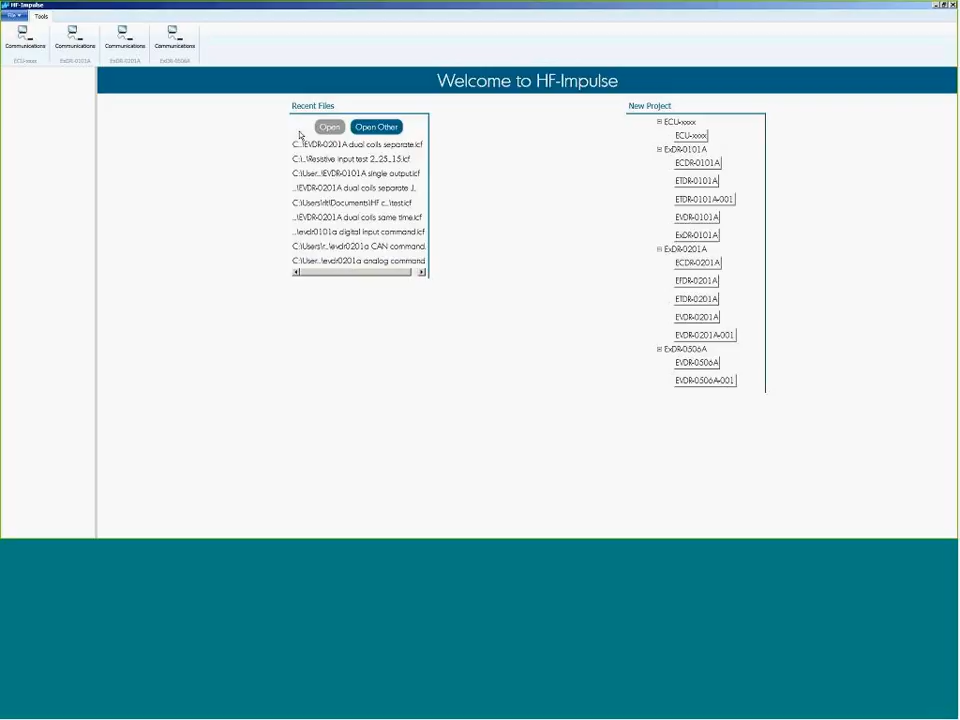 HF-Impulse
File Tools
Communications Communications Communications Communications
ECU-xxxx ExDR-0101A ExDR-0201A ExDR-0506A
Welcome to HF-Impulse
Recent Files
Open Open Other
C...\EVDR-0201A dual coils separate.icf
C:\...\Resistive input test 2_25_15.icf
C:\User...\EVDR-0101A single output.icf
...\EVDR-0201A dual coils separate J...
C:\Users\rlt\Documents\HF c...\test.icf
...\EVDR-0201A dual coils same time.icf
...\evdr0101a digital input command.icf
C:\Users\r...\evdr0201a CAN command.
C:\User...\evdr0201a analog command
New Project
ECU-xxxx
ECU-xxxx
ExDR-0101A
ECDR-0101A
ETDR-0101A
ETDR-0101A-001
EVDR-0101A
ExDR-0101A
ExDR-0201A
ECDR-0201A
EFDR-0201A
ETDR-0201A
EVDR-0201A
EVDR-0201A-001
ExDR-0506A
EVDR-0506A
EVDR-0506A-001